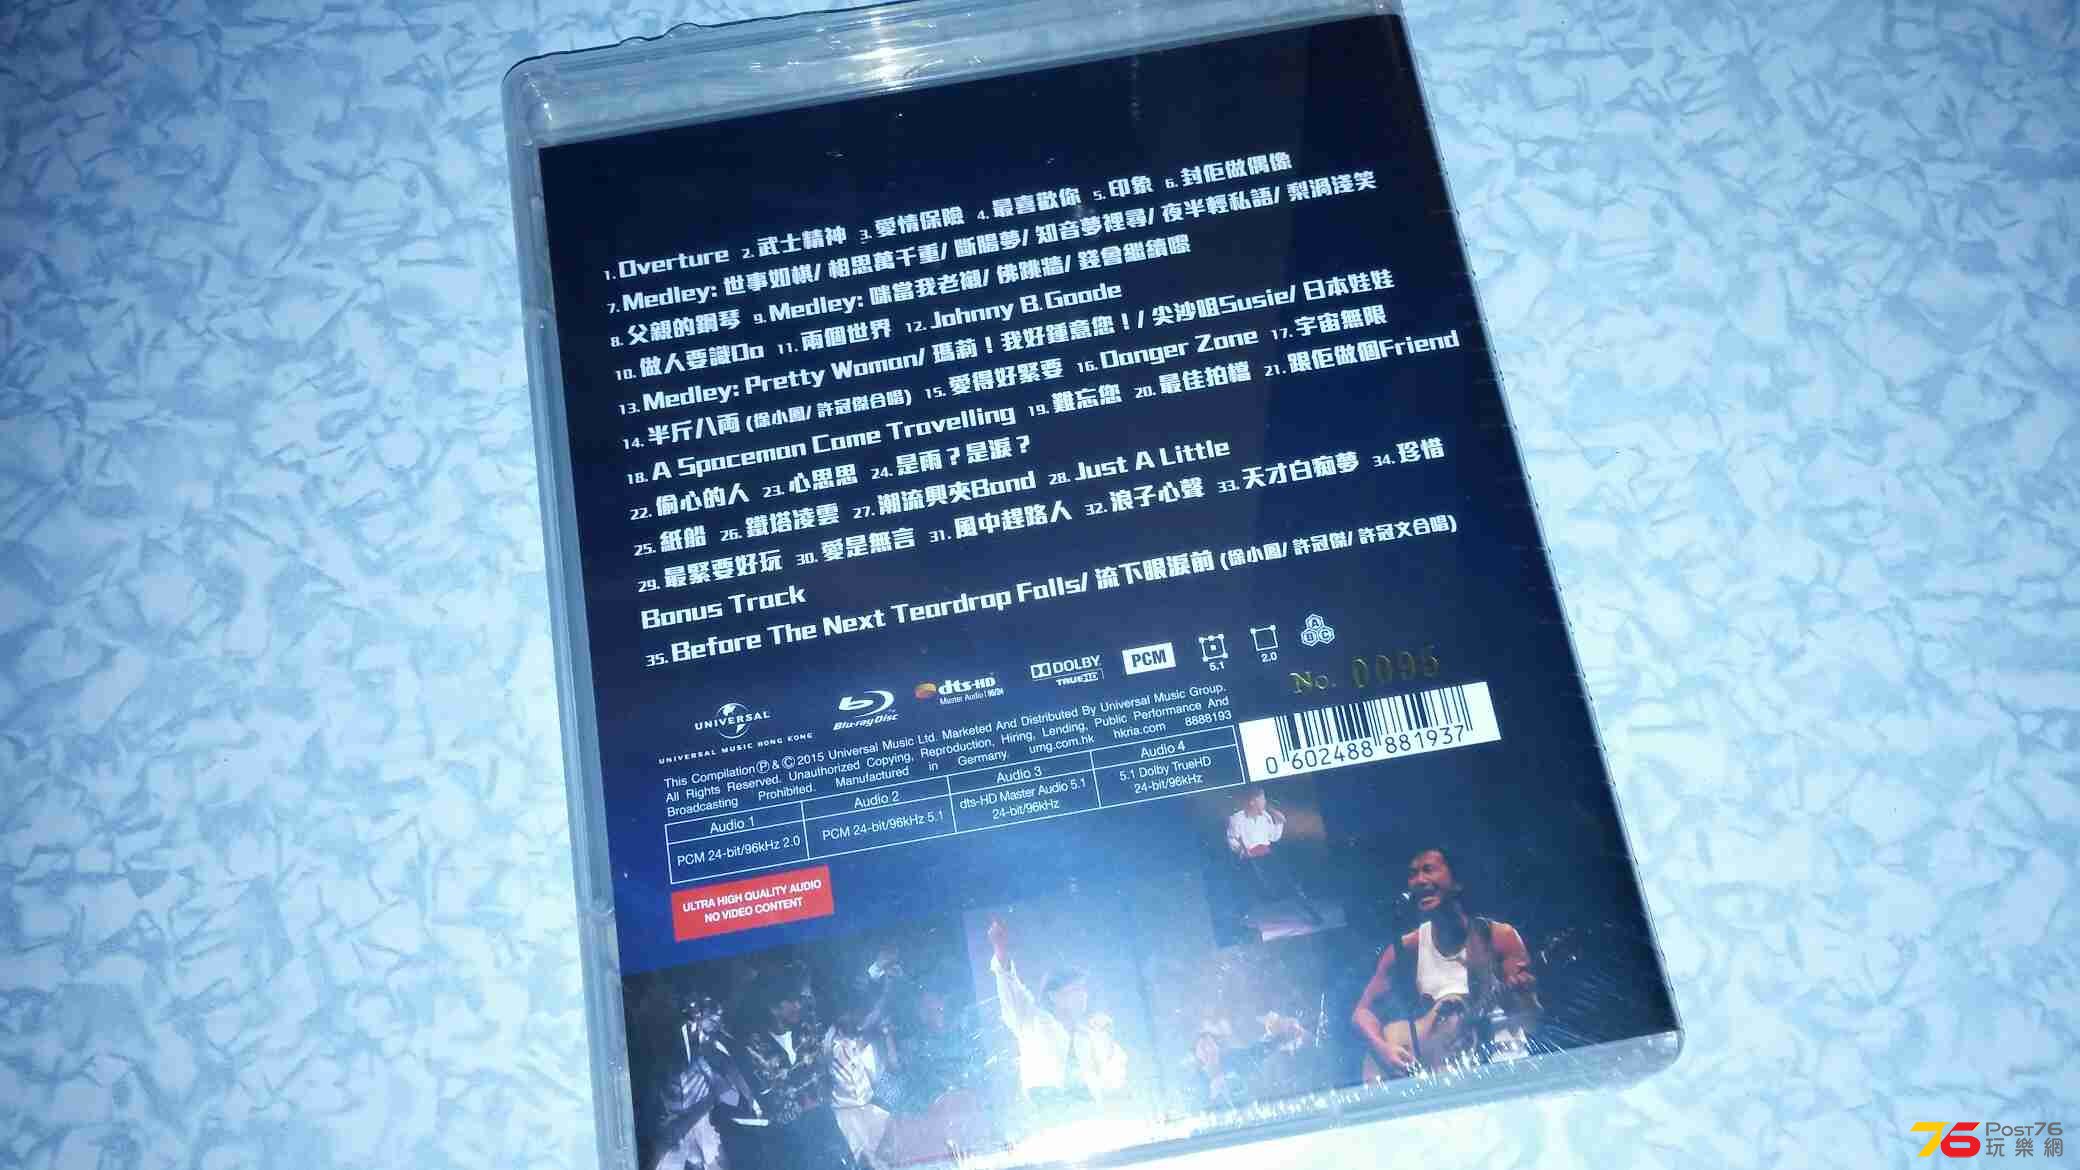 1. Overture 2. 武士精神 3. 愛情保險 4. 最喜歡你 5. 印象 6. 封佢做偶像
7. Medley: 世事如棋/ 相思萬千重/ 斷腸夢/ 知音夢裡尋/ 夜半輕私語/ 梨渦淺笑
8. 父親的鋼琴 9. Medley: 咪當我老襯/ 佛跳牆/ 錢會繼續嚟
10. 做人要識Do 11. 兩個世界 12. Johnny B. Goode
13. Medley: Pretty Woman/ 瑪莉！我好鍾意您！/ 尖沙咀Susie/ 日本娃娃
14. 半斤八両 (徐小鳳/ 許冠傑合唱) 15. 愛得好緊要 16. Danger Zone 17. 宇宙無限
18. A Spaceman Came Travelling 19. 難忘您 20. 最佳拍檔 21. 跟佢做個Friend
22. 偷心的人 23. 心思思 24. 是雨？是淚？
25. 紙船 26. 鐵塔凌雲 27. 潮流興夾Band 28. Just A Little
29. 最緊要好玩 30. 愛是無言 31. 風中趕路人 32. 浪子心聲 33. 天才白痴夢 34. 珍惜
Bonus Track
35. Before The Next Teardrop Falls/ 流下眼淚前 (徐小鳳/ 許冠傑/ 許冠文合唱)
UNIVERSAL
UNIVERSAL MUSIC HONG KONG
Blu-ray Disc
dts-HD
Master Audio | 96/24
DOLBY
TRUEHD
PCM
5.1
2.0
A B C
No. 0095
This Compilation Ⓟ & © 2015 Universal Music Ltd. Marketed And Distributed By Universal Music Group.
All Rights Reserved. Unauthorized Copying, Reproduction, Hiring, Lending, Public Performance And
Broadcasting Prohibited. Manufactured in Germany. umg.com.hk hkria.com 8888193
0 602488 881937
Audio 1 Audio 2 Audio 3 Audio 4
PCM 24-bit/96kHz 2.0 PCM 24-bit/96kHz 5.1 dts-HD Master Audio 5.1 24-bit/96kHz 5.1 Dolby TrueHD 24-bit/96kHz
ULTRA HIGH QUALITY AUDIO
NO VIDEO CONTENT
76 POST76
玩樂網